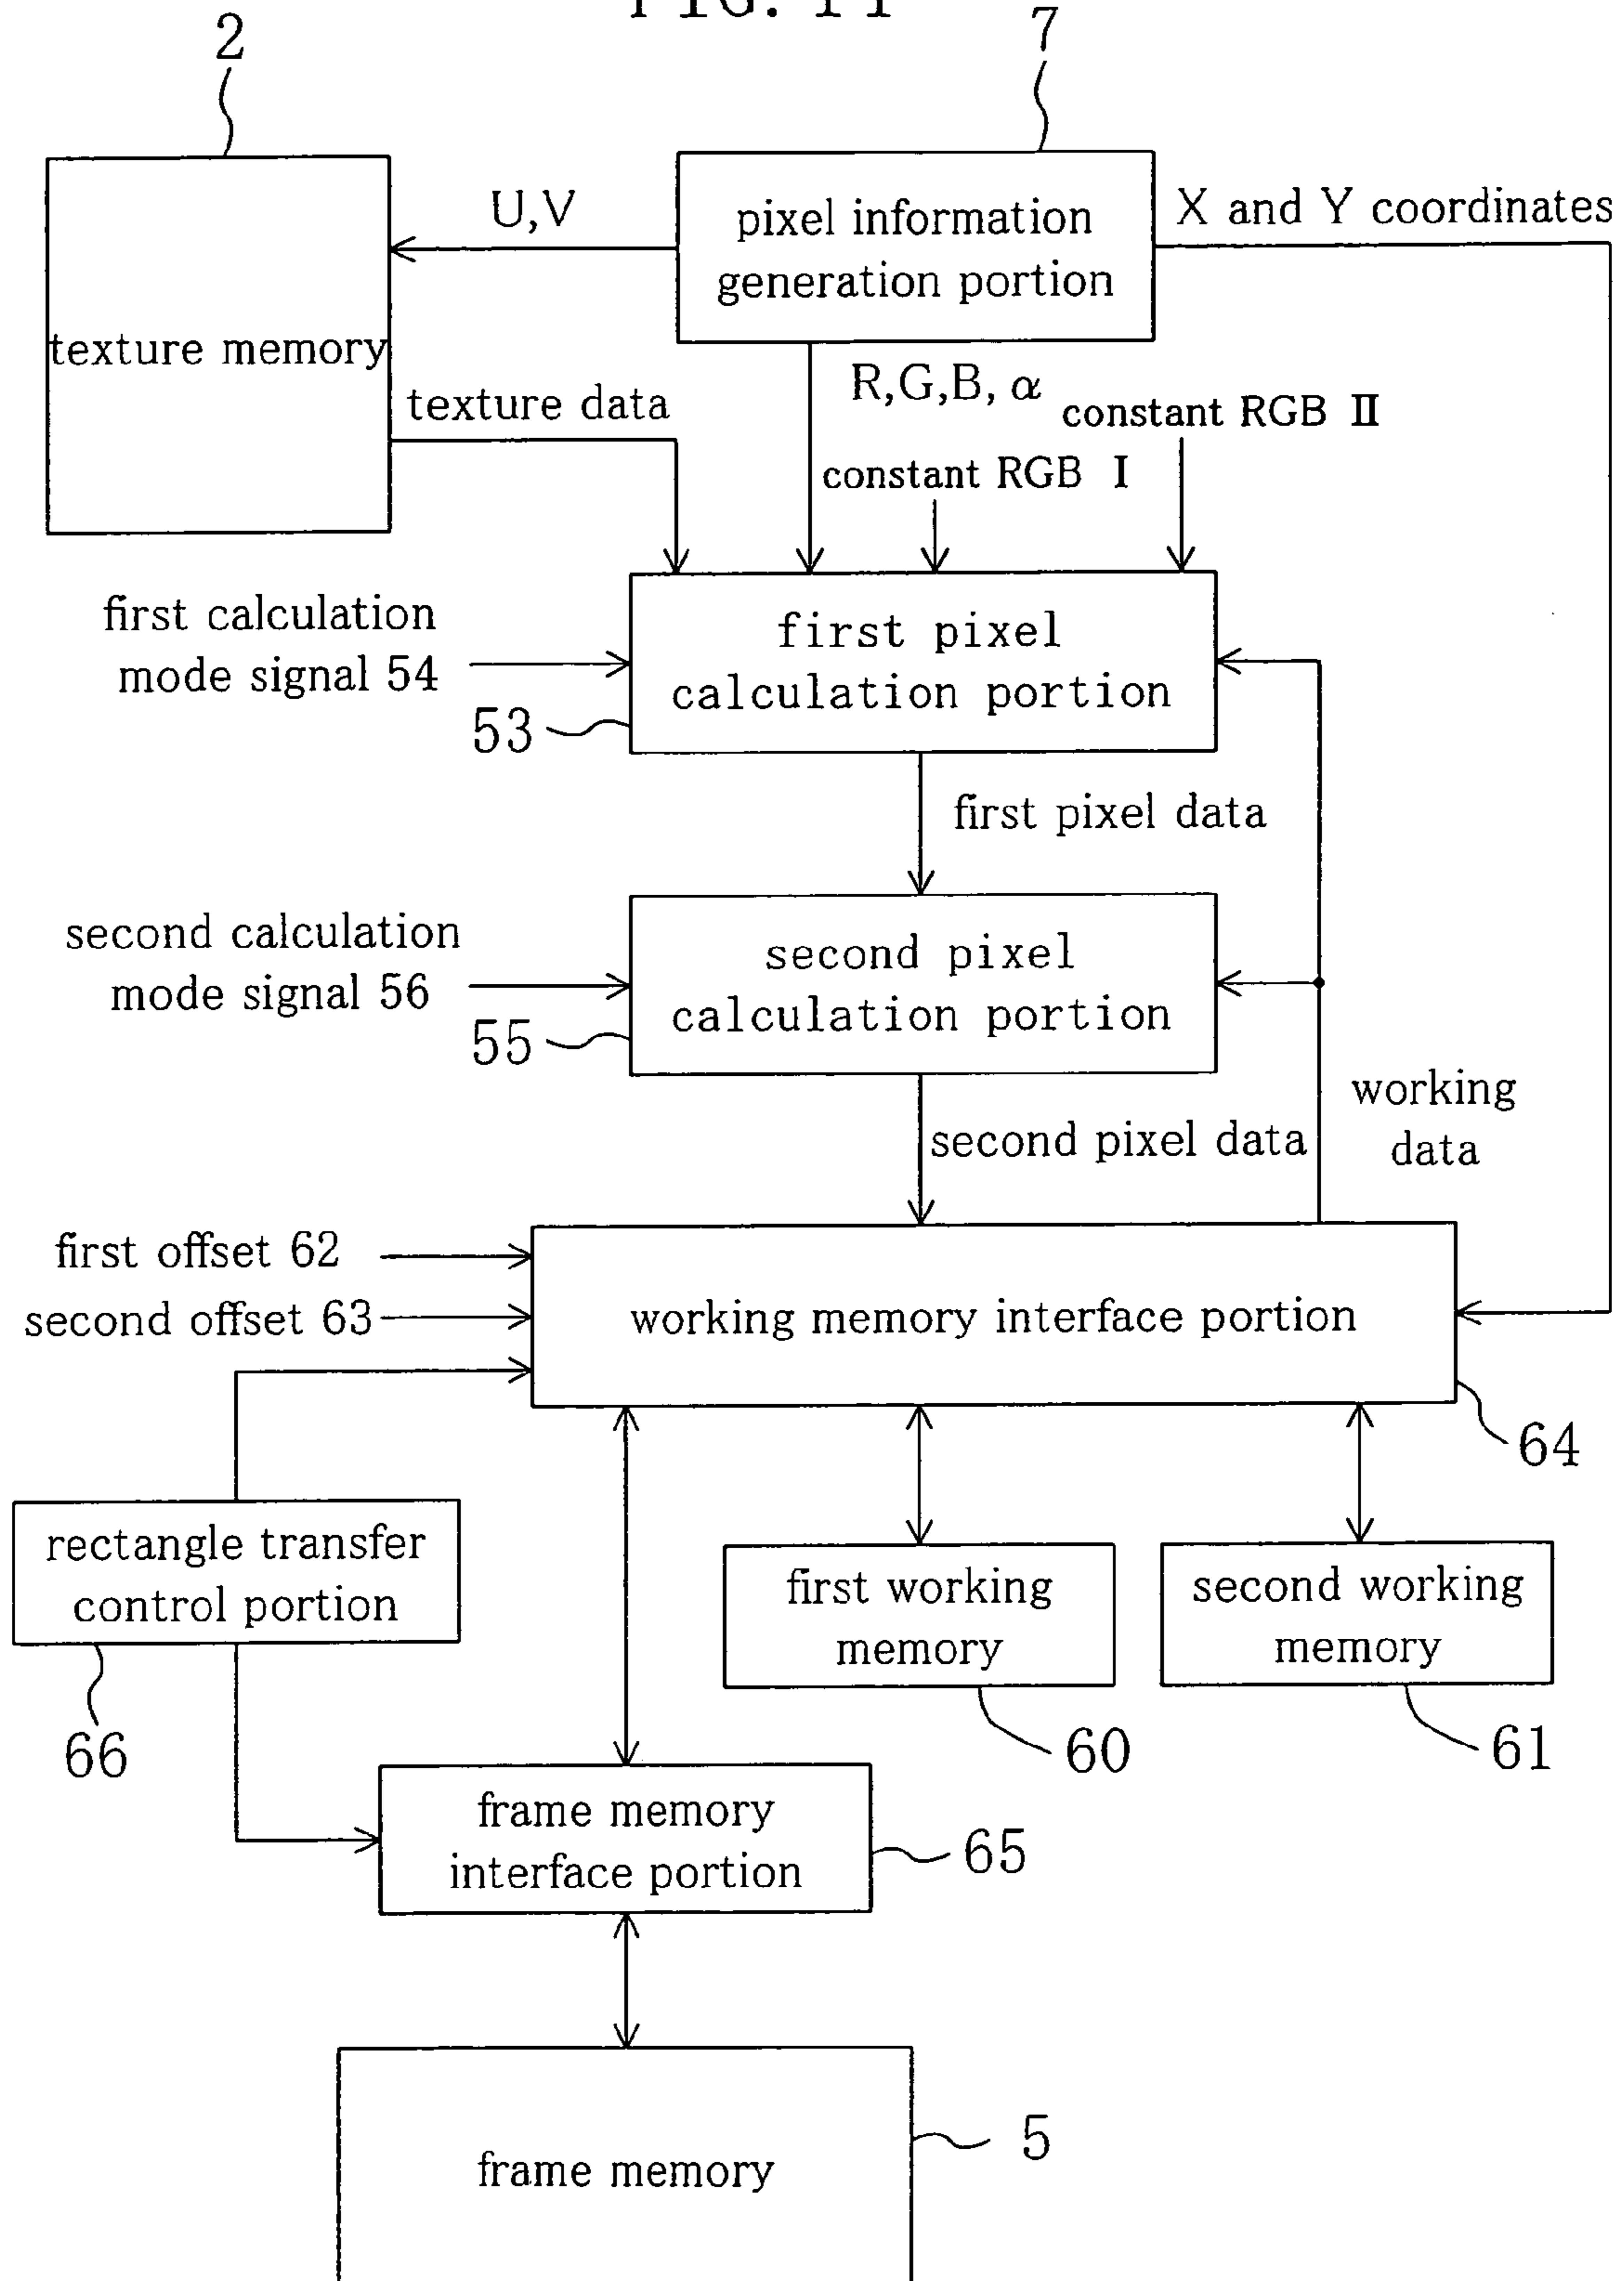 2
7
U,V
pixel information
generation portion
X and Y coordinates
texture memory
texture data
R,G,B, α
constant RGB II
constant RGB I
first calculation
mode signal 54
first pixel
calculation portion
53
first pixel data
second calculation
mode signal 56
second pixel
calculation portion
55
working
data
second pixel data
first offset 62
second offset 63
working memory interface portion
64
rectangle transfer
control portion
first working
memory
second working
memory
66
60
61
frame memory
interface portion
65
frame memory
5